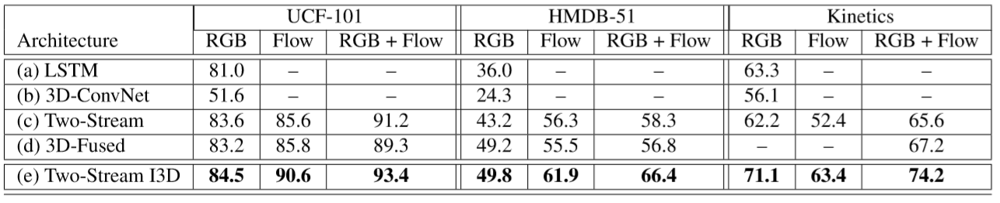 UCF-101 HMDB-51 Kinetics
Architecture RGB Flow RGB + Flow RGB Flow RGB + Flow RGB Flow RGB + Flow
(a) LSTM 81.0 – – 36.0 – – 63.3 – –
(b) 3D-ConvNet 51.6 – – 24.3 – – 56.1 – –
(c) Two-Stream 83.6 85.6 91.2 43.2 56.3 58.3 62.2 52.4 65.6
(d) 3D-Fused 83.2 85.8 89.3 49.2 55.5 56.8 – – 67.2
(e) Two-Stream I3D 84.5 90.6 93.4 49.8 61.9 66.4 71.1 63.4 74.2